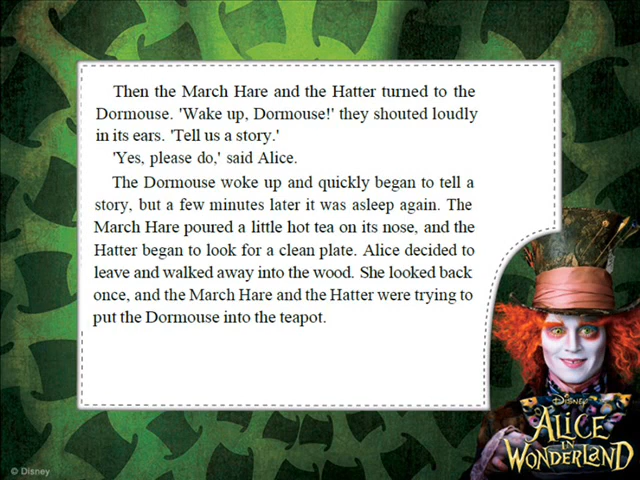 Then the March Hare and the Hatter turned to the
Dormouse. 'Wake up, Dormouse!' they shouted loudly
in its ears. 'Tell us a story.'
'Yes, please do,' said Alice.
The Dormouse woke up and quickly began to tell a
story, but a few minutes later it was asleep again. The
March Hare poured a little hot tea on its nose, and the
Hatter began to look for a clean plate. Alice decided to
leave and walked away into the wood. She looked back
once, and the March Hare and the Hatter were trying to
put the Dormouse into the teapot.
Disney
ALICE
IN
WONDERLAND
© Disney